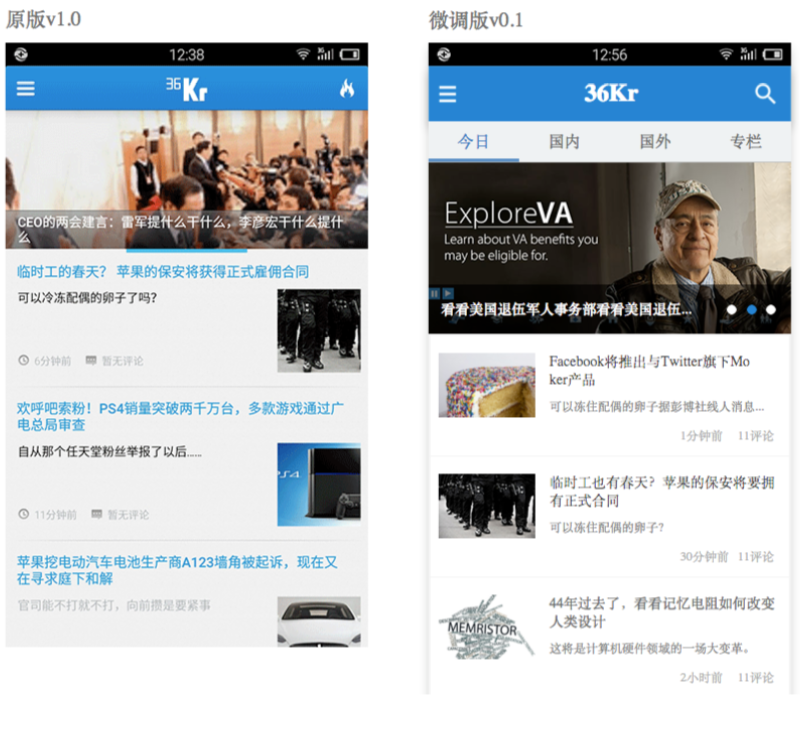 原版v1.0
12:38
36Kr
CEO的两会建言：雷军提什么干什么，李彦宏干什么提什
么
临时工的春天？ 苹果的保安将获得正式雇佣合同
可以冷冻配偶的卵子了吗？
6分钟前 暂无评论
欢呼吧索粉！PS4销量突破两千万台，多款游戏通过广
电总局审查
自从那个任天堂粉丝举报了以后......
PS4
11分钟前 暂无评论
苹果挖电动汽车电池生产商A123墙角被起诉，现在又
在寻求庭下和解
官司能不打就不打，向前攒是要紧事
微调版v0.1
12:56
36Kr
今日 国内 国外 专栏
ExploreVA
Learn about VA benefits you
may be eligible for.
看看美国退伍军人事务部看看美国退伍...
Facebook将推出与Twitter旗下Mo
ker产品
可以冻住配偶的卵子据彭博社线人消息...
1分钟前 11评论
临时工也有春天？苹果的保安将要拥
有正式合同
可以冻住配偶的卵子?
30分钟前 11评论
MEMRISTOR
44年过去了，看看记忆电阻如何改变
人类设计
这将是计算机硬件领域的一场大变革。
2小时前 11评论